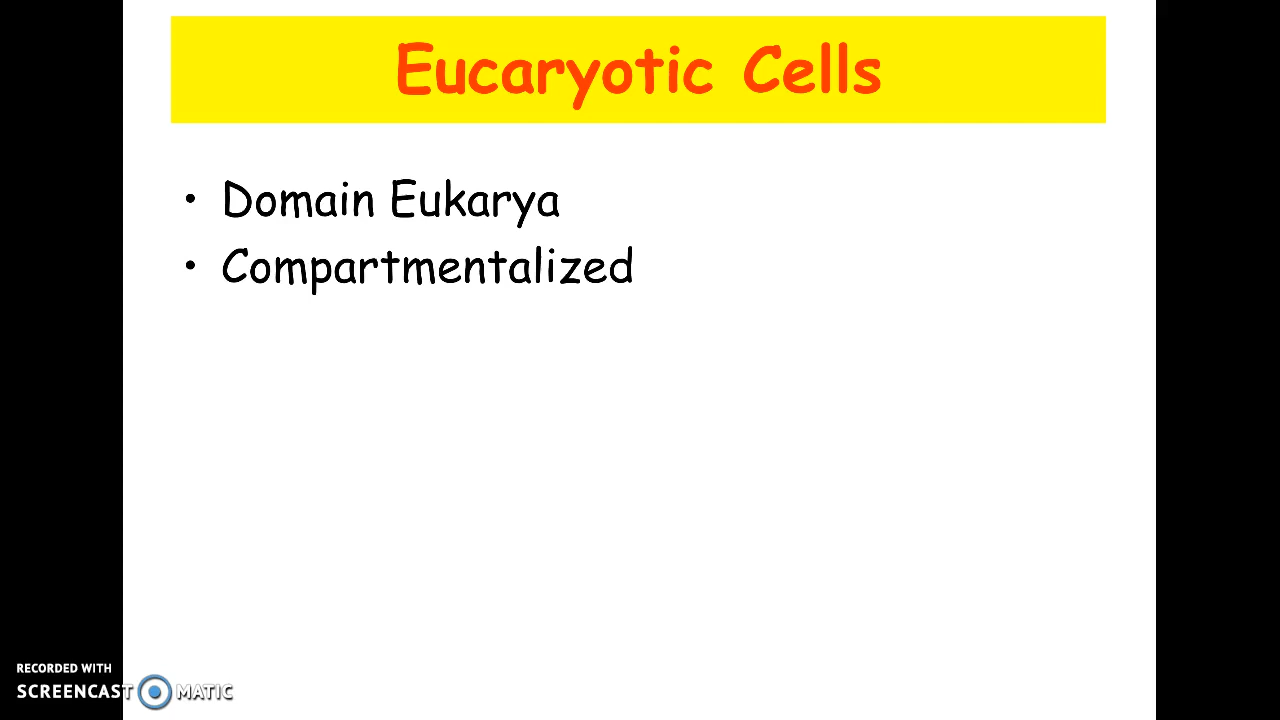 Eucaryotic Cells
• Domain Eukarya
• Compartmentalized
RECORDED WITH
SCREENCAST MATIC